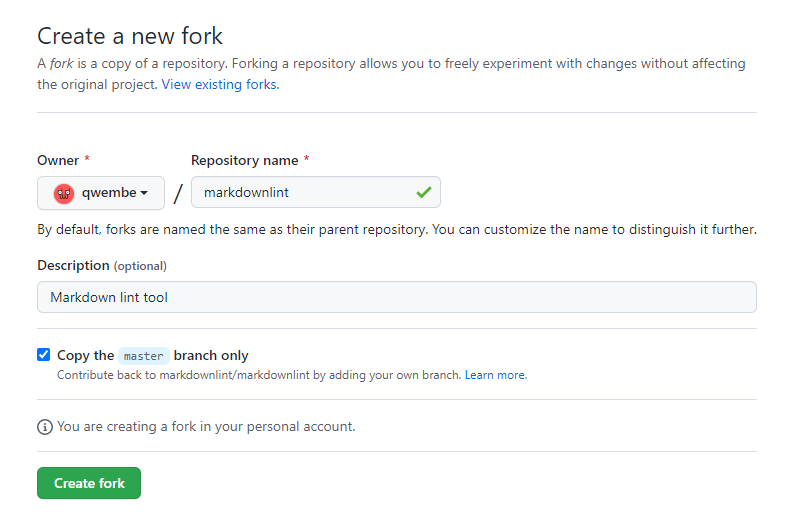 Create a new fork
A fork is a copy of a repository. Forking a repository allows you to freely experiment with changes without affecting
the original project. View existing forks.
Owner * Repository name *
qwembe / markdownlint
By default, forks are named the same as their parent repository. You can customize the name to distinguish it further.
Description (optional)
Markdown lint tool
Copy the master branch only
Contribute back to markdownlint/markdownlint by adding your own branch. Learn more.
You are creating a fork in your personal account.
Create fork